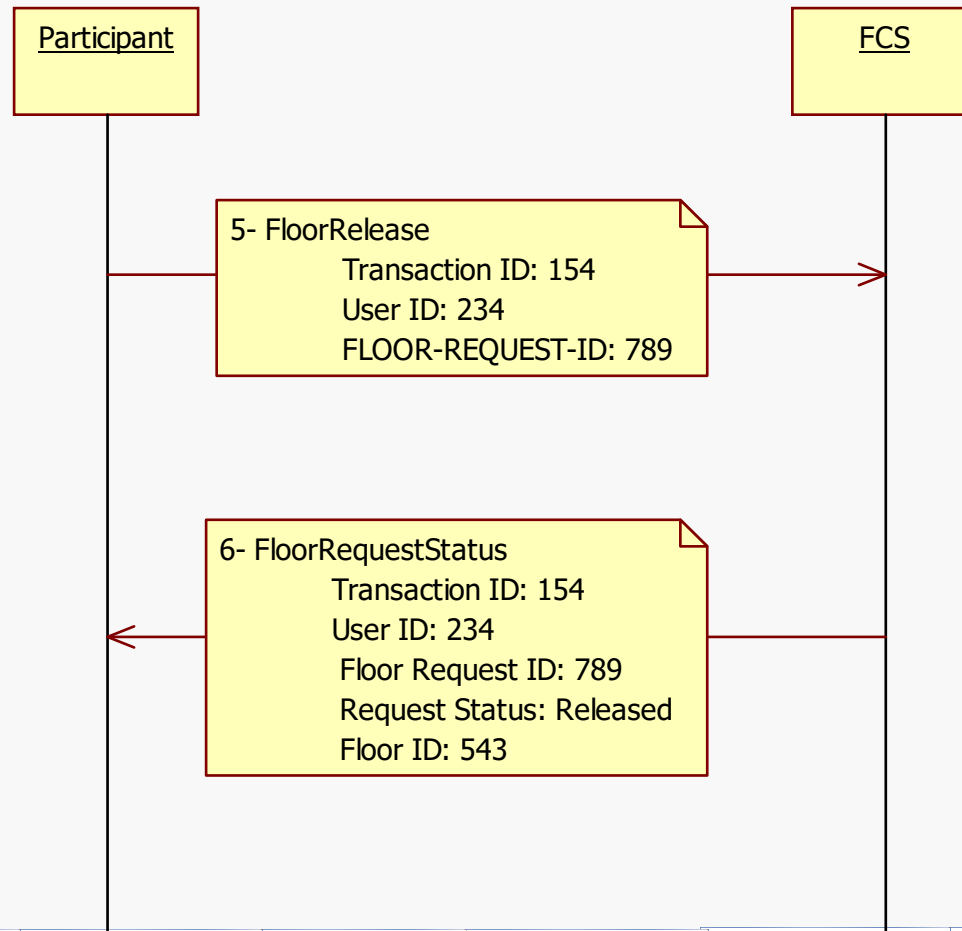 Participant
FCS
5- FloorRelease
Transaction ID: 154
User ID: 234
FLOOR-REQUEST-ID: 789
6- FloorRequestStatus
Transaction ID: 154
User ID: 234
Floor Request ID: 789
Request Status: Released
Floor ID: 543